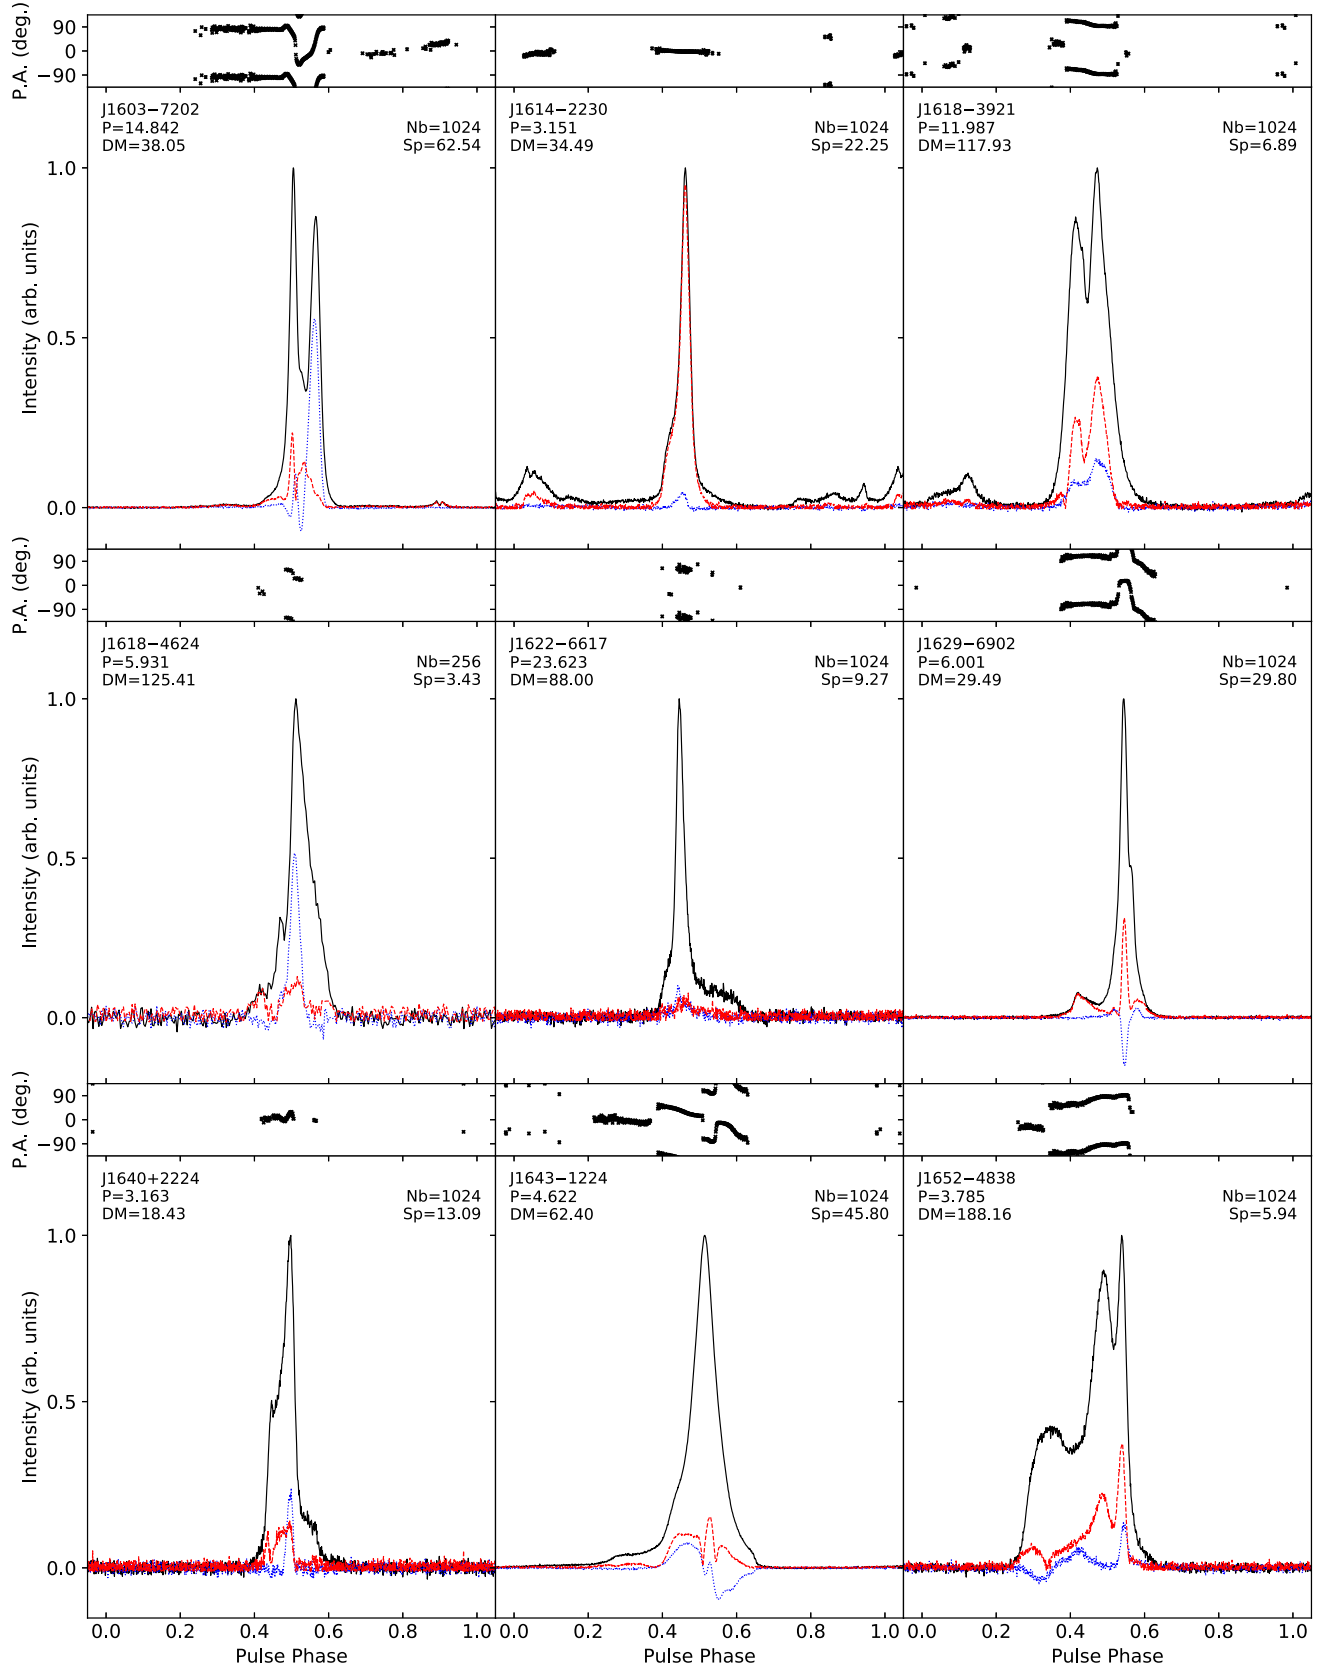 P.A. (deg.)
90
0
−90
J1603−7202
P=14.842
DM=38.05
Nb=1024
Sp=62.54
J1614−2230
P=3.151
DM=34.49
Nb=1024
Sp=22.25
J1618−3921
P=11.987
DM=117.93
Nb=1024
Sp=6.89
Intensity (arb. units)
1.0
0.5
0.0
P.A. (deg.)
90
0
−90
J1618−4624
P=5.931
DM=125.41
Nb=256
Sp=3.43
J1622−6617
P=23.623
DM=88.00
Nb=1024
Sp=9.27
J1629−6902
P=6.001
DM=29.49
Nb=1024
Sp=29.80
Intensity (arb. units)
1.0
0.5
0.0
P.A. (deg.)
90
0
−90
J1640+2224
P=3.163
DM=18.43
Nb=1024
Sp=13.09
J1643−1224
P=4.622
DM=62.40
Nb=1024
Sp=45.80
J1652−4838
P=3.785
DM=188.16
Nb=1024
Sp=5.94
Intensity (arb. units)
1.0
0.5
0.0
0.0 0.2 0.4 0.6 0.8 1.0
0.0 0.2 0.4 0.6 0.8 1.0
0.0 0.2 0.4 0.6 0.8 1.0
Pulse Phase
Pulse Phase
Pulse Phase